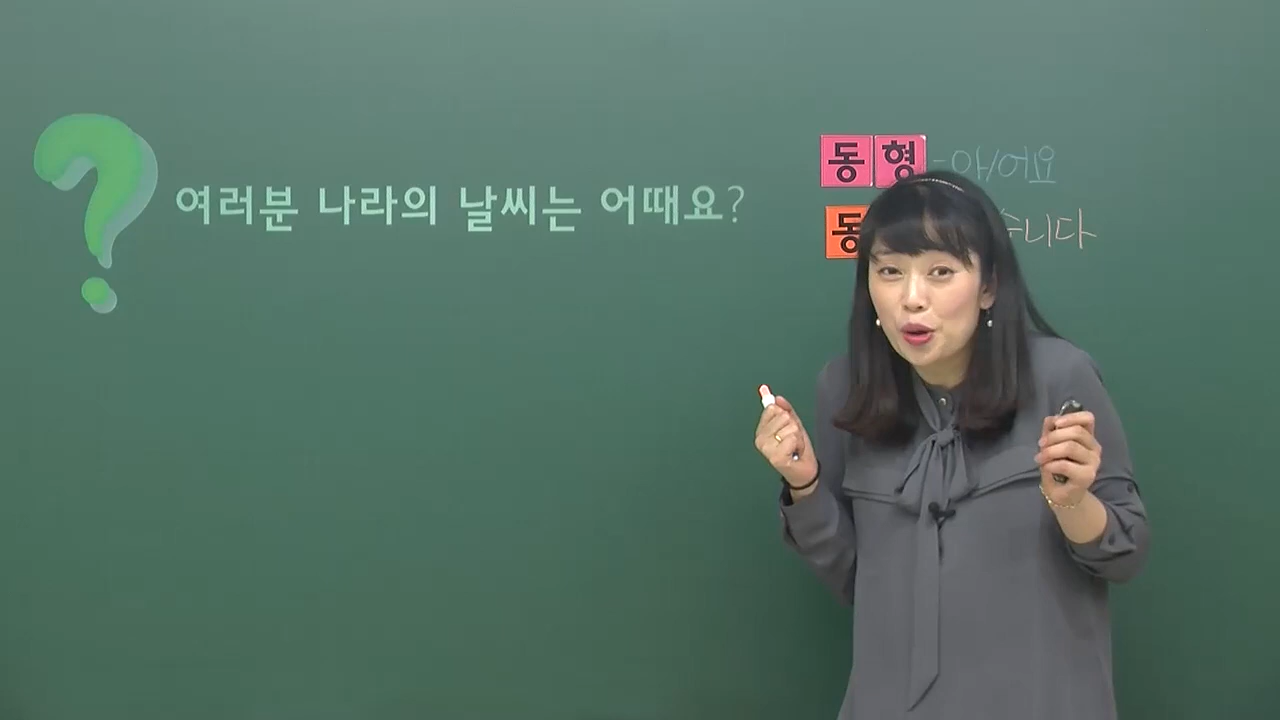 여러분 나라의 날씨는 어때요?
동 형 -아/어요
동 습니다